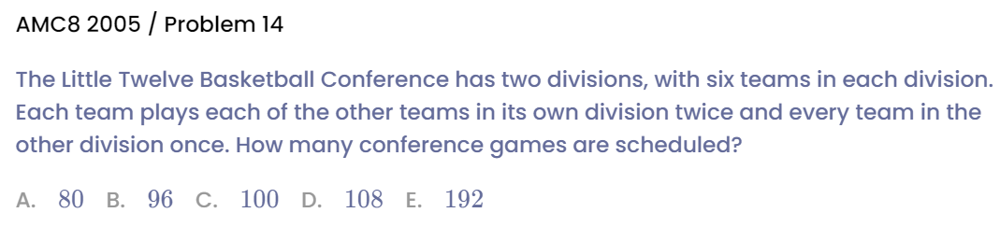 AMC8 2005 / Problem 14
The Little Twelve Basketball Conference has two divisions, with six teams in each division.
Each team plays each of the other teams in its own division twice and every team in the
other division once. How many conference games are scheduled?
A. 80 B. 96 C. 100 D. 108 E. 192